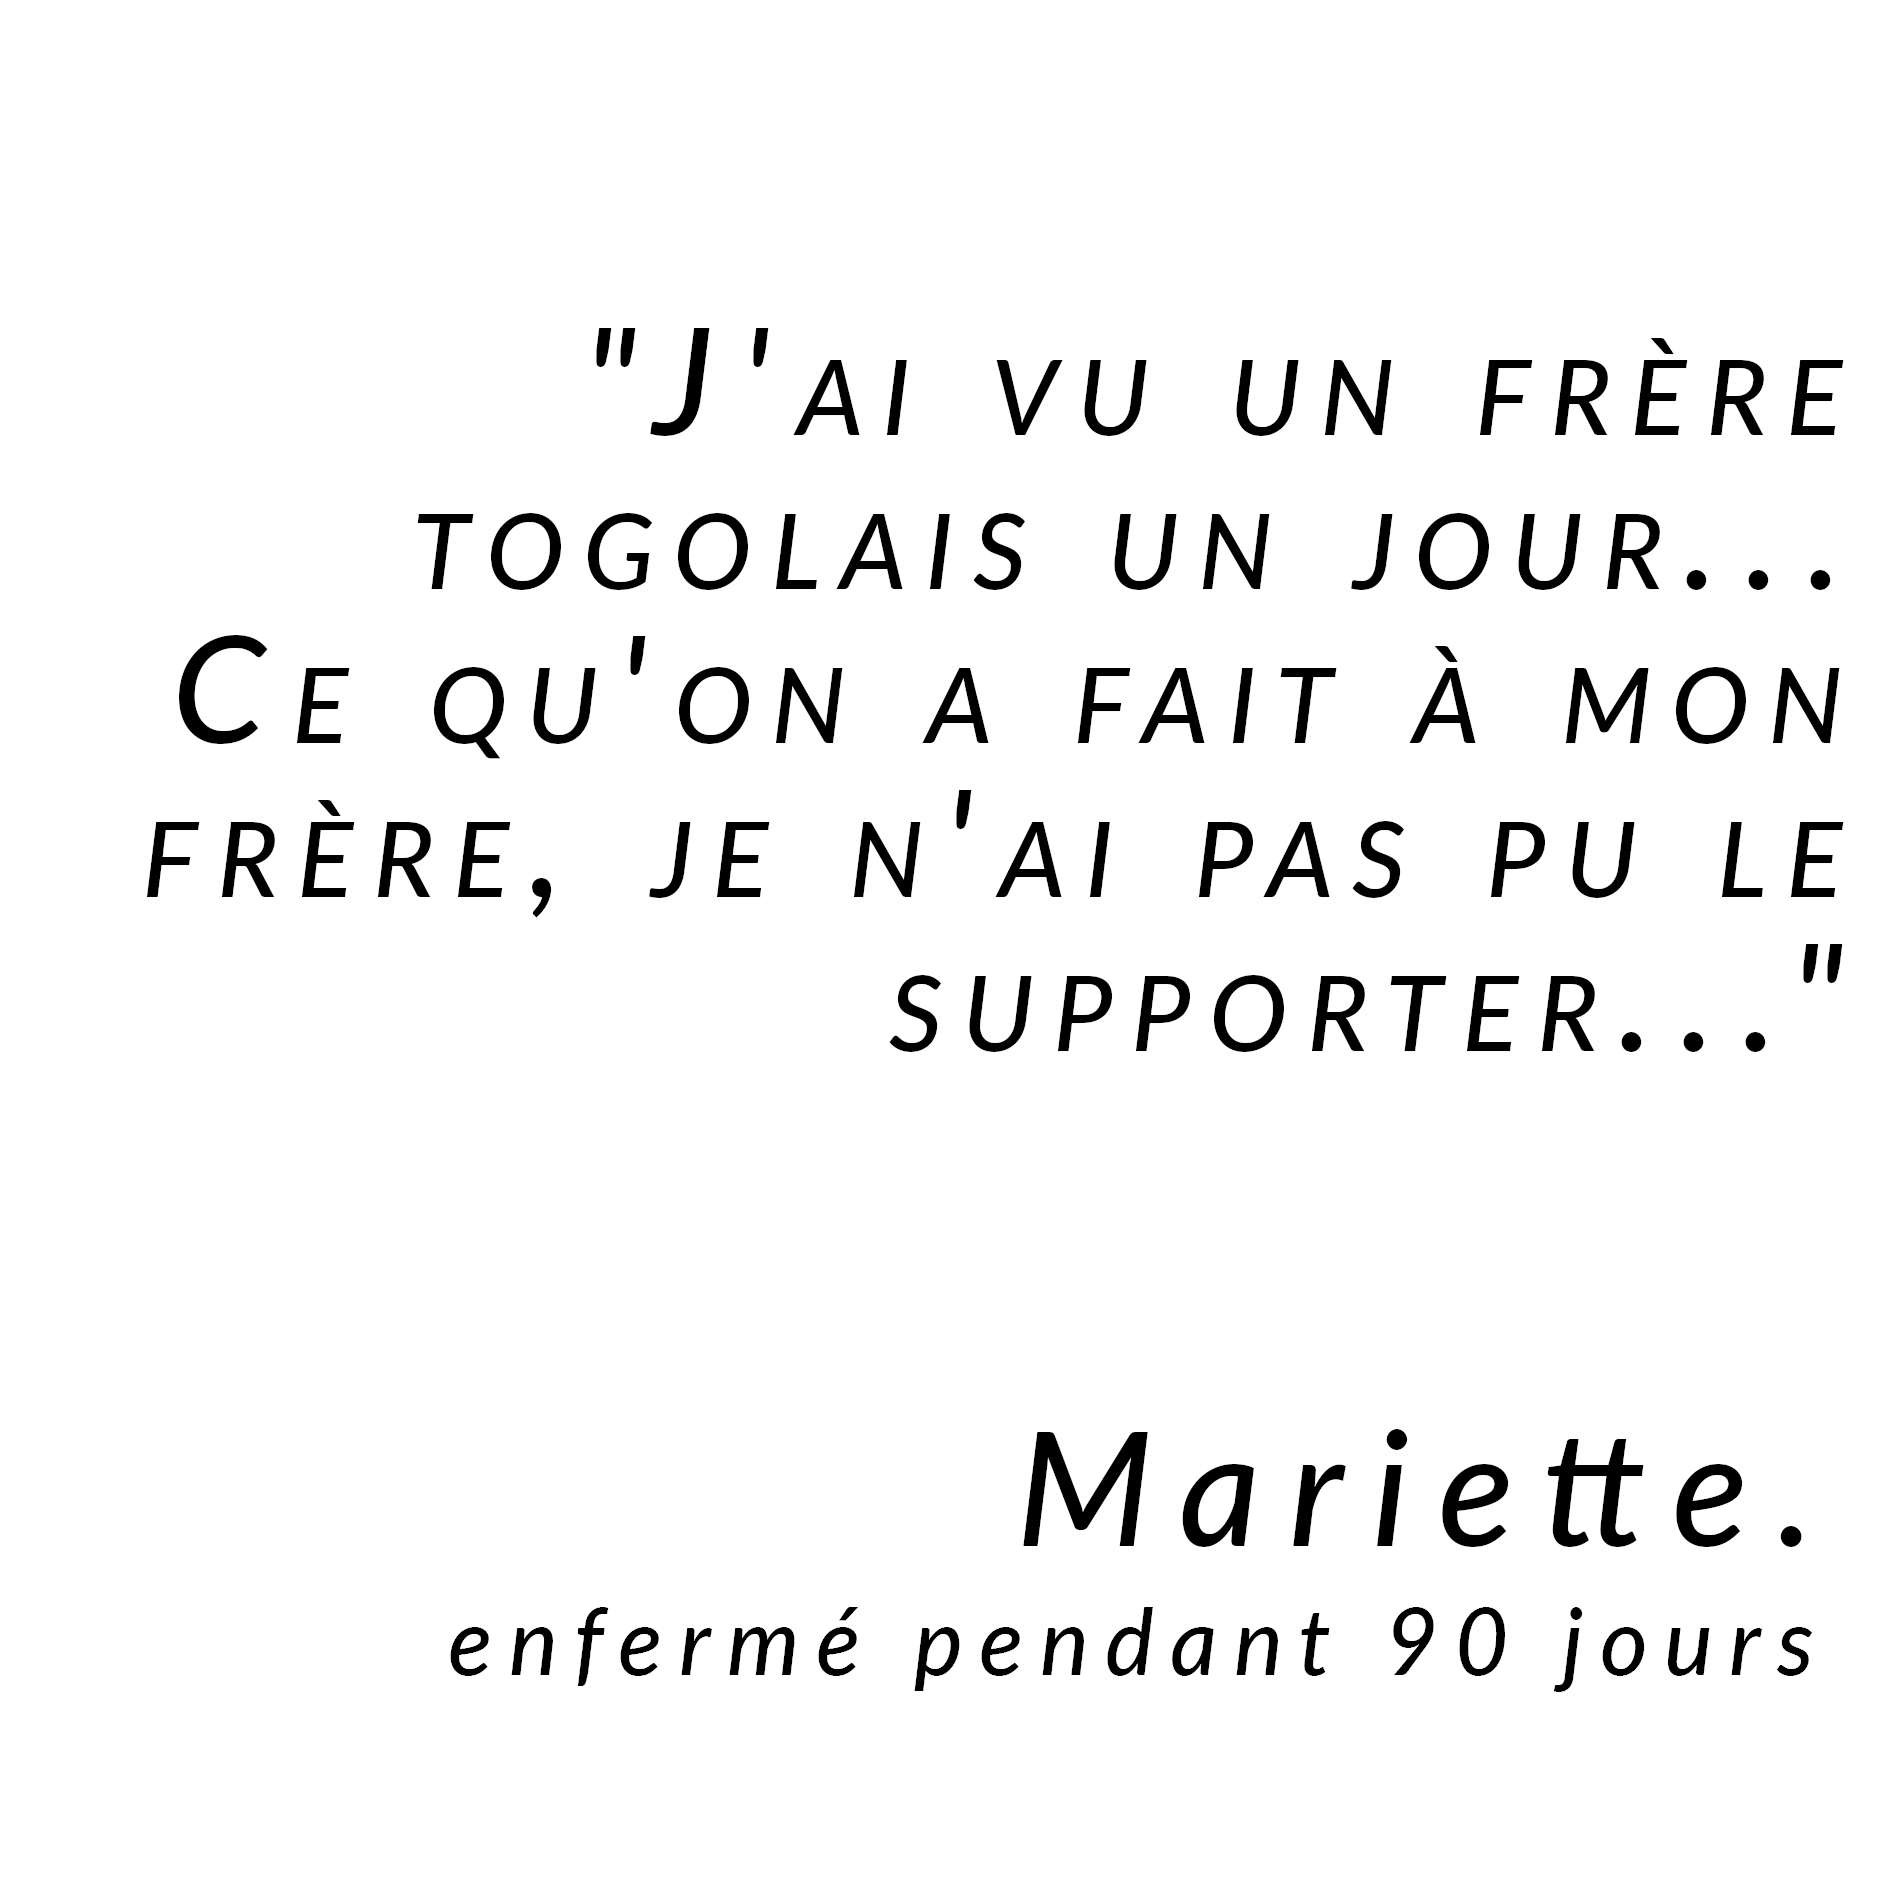 "J'ai vu un frère
togolais un jour...
Ce qu'on a fait à mon
frère, je n'ai pas pu le
supporter..."
Mariette.
enfermé pendant 90 jours